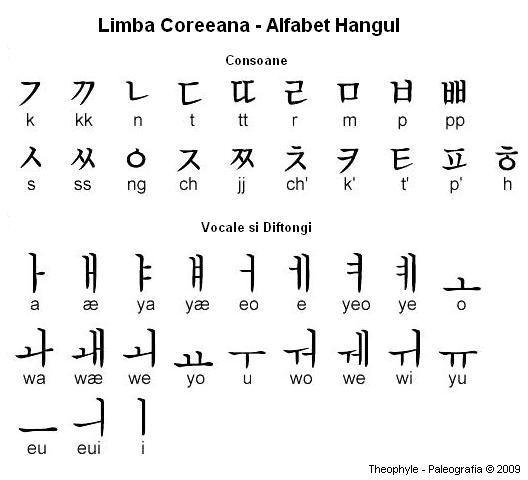 Limba Coreeana - Alfabet Hangul
Consoane
ㄱ ㄲ ㄴ ㄷ ㄸ ㄹ ㅁ ㅂ ㅃ
k kk n t tt r m p pp
ㅅ ㅆ ㅇ ㅈ ㅉ ㅊ ㅋ ㅌ ㅍ ㅎ
s ss ng ch jj ch' k' t' p' h
Vocale si Diftongi
ㅏ ㅐ ㅑ ㅒ ㅓ ㅔ ㅕ ㅖ ㅗ
a æ ya yæ eo e yeo ye o
ㅘ ㅙ ㅚ ㅛ ㅜ ㅝ ㅞ ㅟ ㅠ
wa wæ we yo u wo we wi yu
ㅡ ㅢ ㅣ
eu eui i
Theophyle - Paleografia © 2009